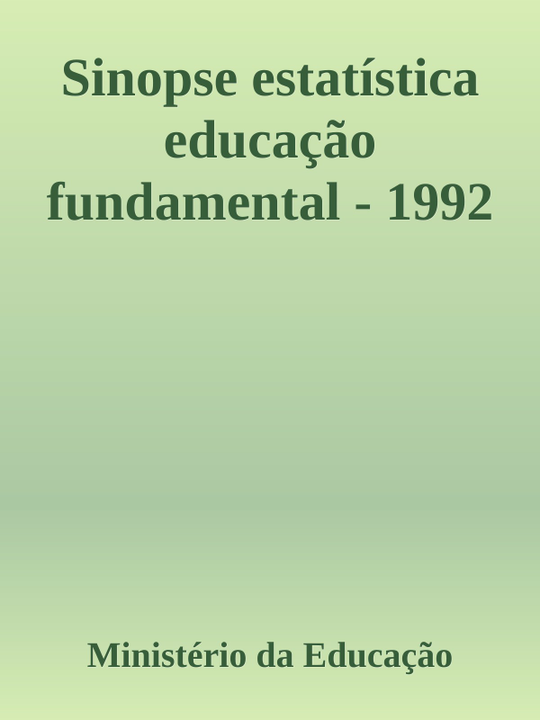 Sinopse estatística
educação
fundamental - 1992
Ministério da Educação